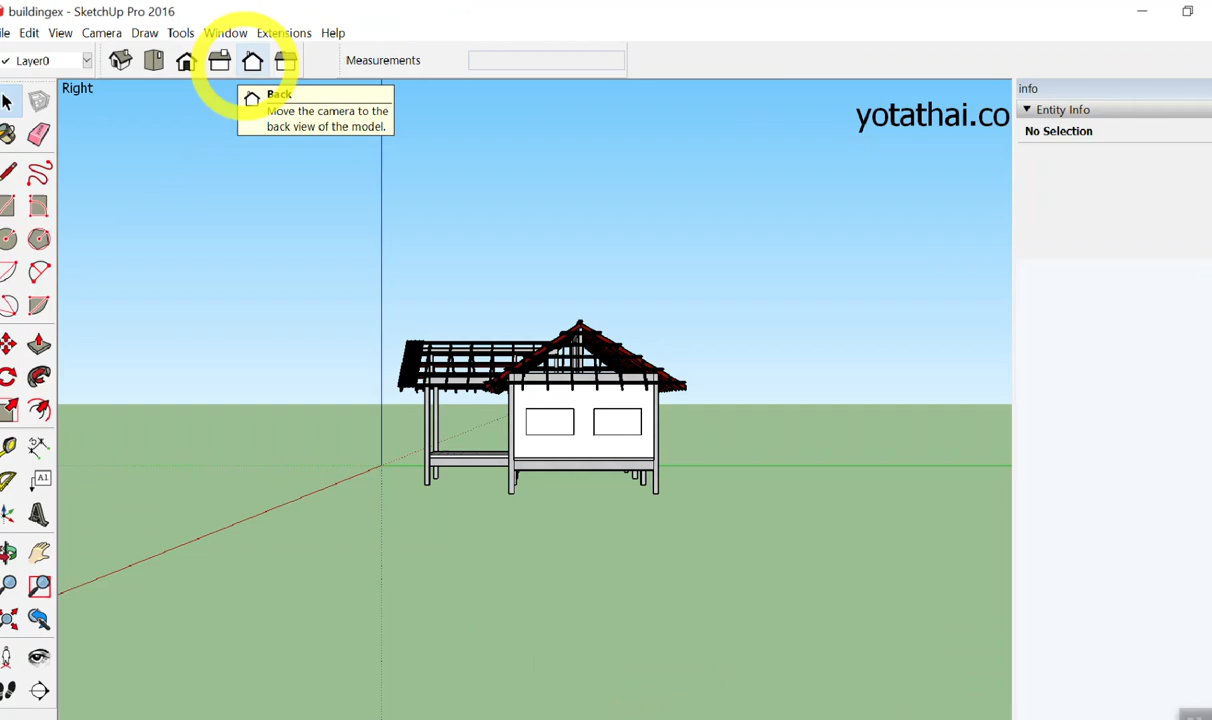 buildingex - SketchUp Pro 2016
Edit View Camera Draw Tools Window Extensions Help
Layer0
Measurements
Right
Back
Move the camera to the
back view of the model.
yotathai.co
info
Entity Info
No Selection
A1